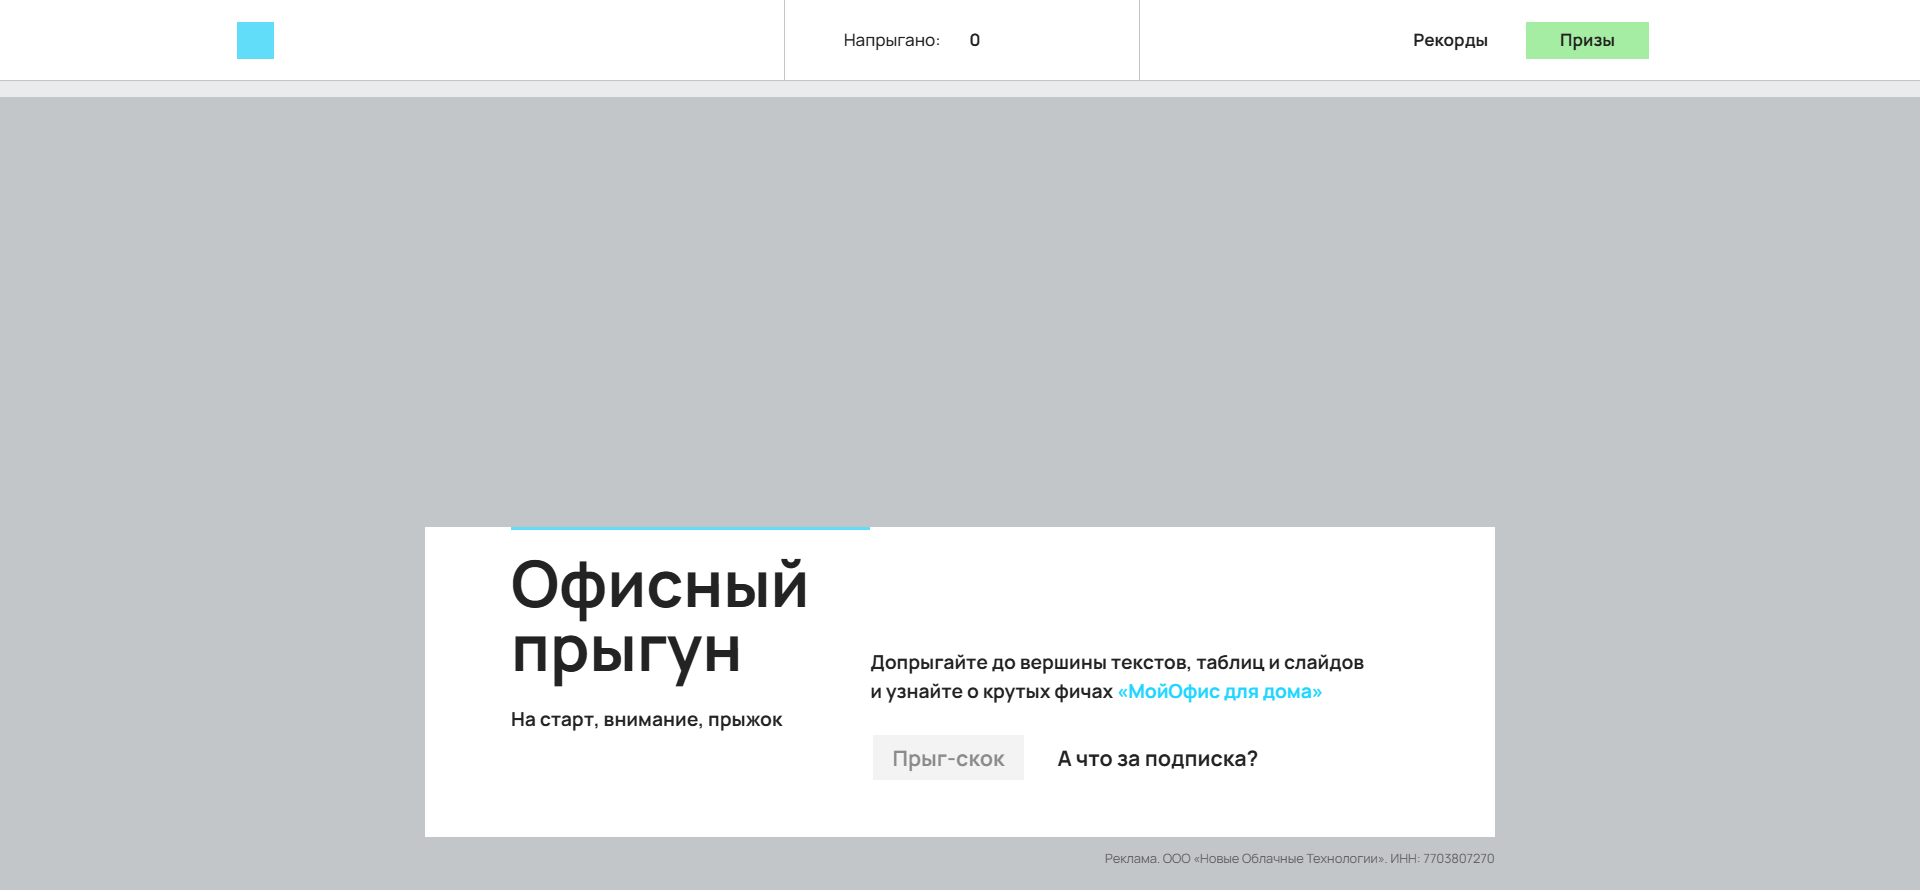 Напрыгано: 0
Рекорды
Призы
Офисный
прыгун
На старт, внимание, прыжок
Допрыгайте до вершины текстов, таблиц и слайдов
и узнайте о крутых фичах «МойОфис для дома»
Прыг-скок
А что за подписка?
Реклама. ООО «Новые Облачные Технологии». ИНН: 7703807270